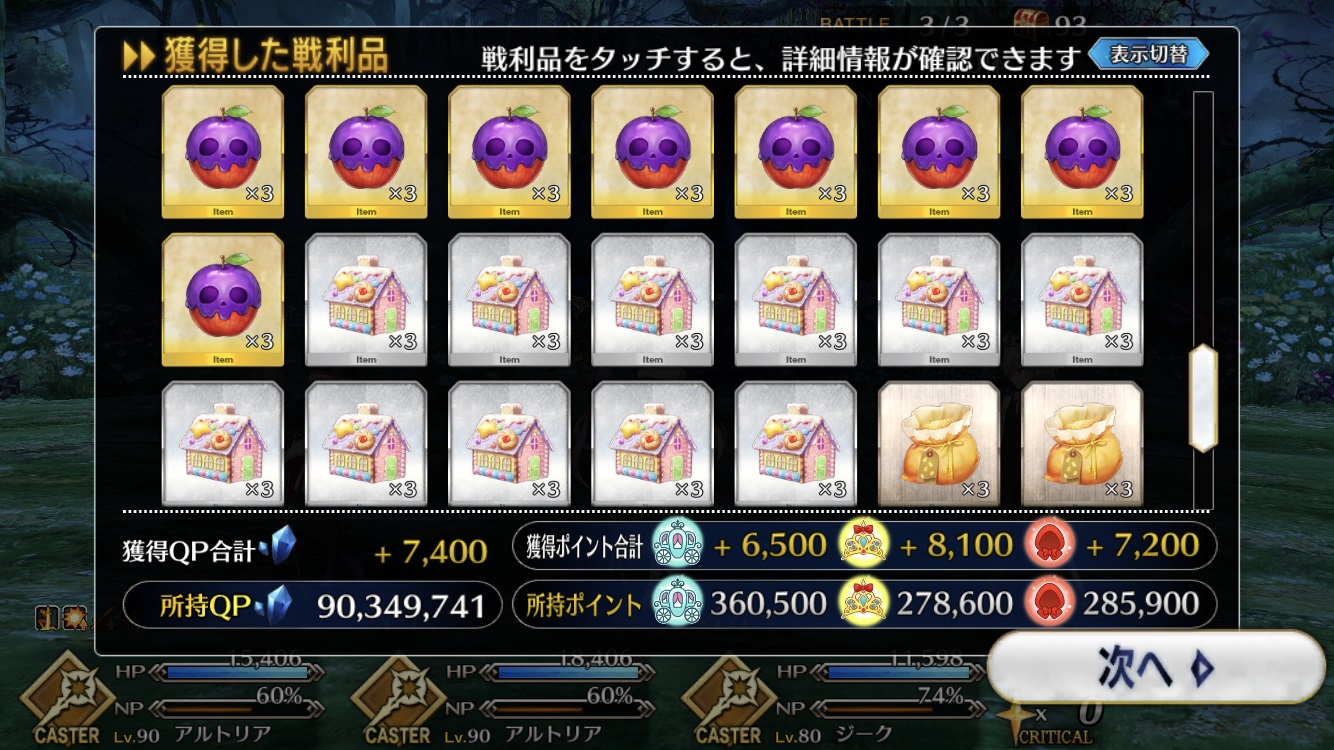 BATTLE 3/3 93
獲得した戦利品
戦利品をタッチすると、詳細情報が確認できます
表示切替
×3 ×3 ×3 ×3 ×3 ×3 ×3
Item Item Item Item Item Item Item
×3 ×3 ×3 ×3 ×3 ×3 ×3
Item Item Item Item Item Item Item
×3 ×3 ×3 ×3 ×3 ×3 ×3
獲得QP合計 + 7,400
獲得ポイント合計 + 6,500 + 8,100 + 7,200
所持QP 90,349,741
所持ポイント 360,500 278,600 285,900
次へ
HP 15,406 HP 18,406 HP 11,598
NP 60% NP 60% NP 74%
CASTER Lv.90 アルトリア CASTER Lv.90 アルトリア CASTER Lv.80 ジーク
x 0
CRITICAL